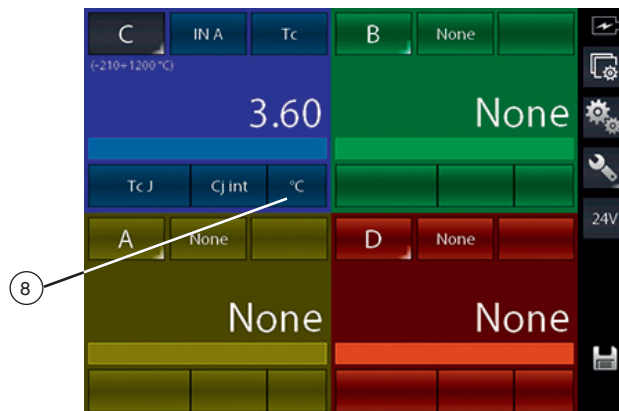 C IN A Tc B None
(-210÷1200 °C)
3.60 None
Tc J Cj int °C
24V
A None D None
8
None None